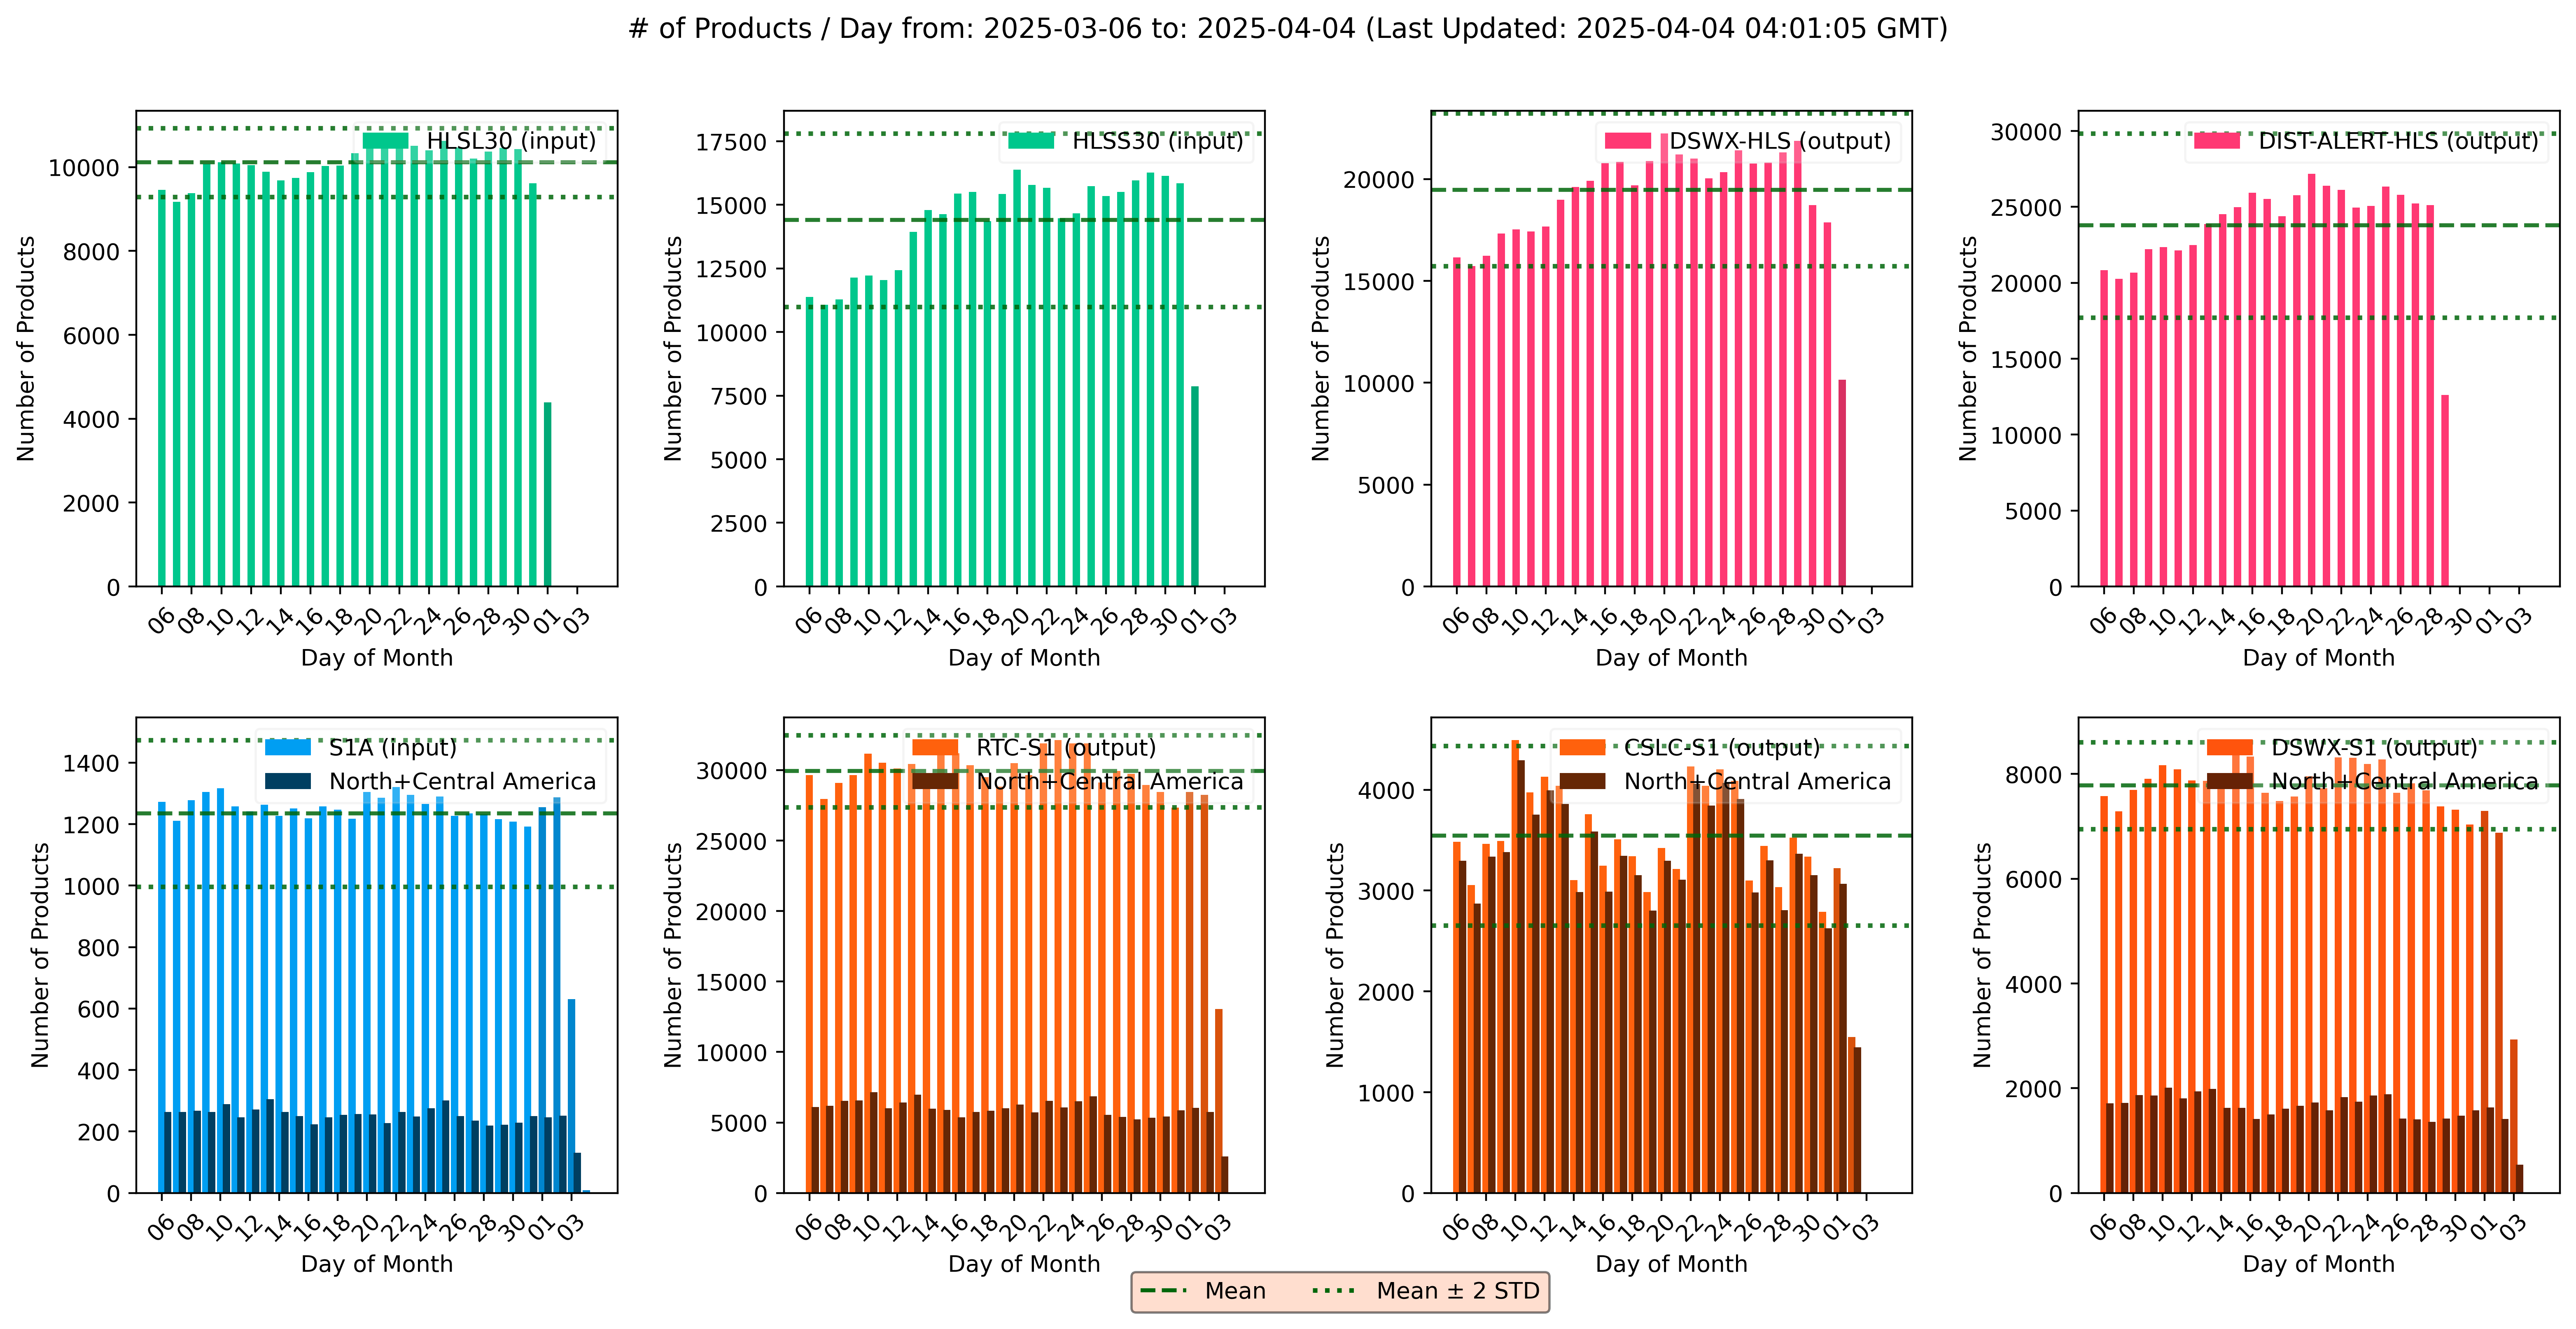 # of Products / Day from: 2025-03-06 to: 2025-04-04 (Last Updated: 2025-04-04 04:01:05 GMT)
HLSL30 (input)
Number of Products
10000
8000
6000
4000
2000
0
06 08 10 12 14 16 18 20 22 24 26 28 30 01 03
Day of Month
HLSS30 (input)
Number of Products
17500
15000
12500
10000
7500
5000
2500
0
06 08 10 12 14 16 18 20 22 24 26 28 30 01 03
Day of Month
DSWX-HLS (output)
Number of Products
20000
15000
10000
5000
0
06 08 10 12 14 16 18 20 22 24 26 28 30 01 03
Day of Month
DIST-ALERT-HLS (output)
Number of Products
30000
25000
20000
15000
10000
5000
0
06 08 10 12 14 16 18 20 22 24 26 28 30 01 03
Day of Month
S1A (input)
North+Central America
Number of Products
1400
1200
1000
800
600
400
200
0
06 08 10 12 14 16 18 20 22 24 26 28 30 01 03
Day of Month
RTC-S1 (output)
North+Central America
Number of Products
30000
25000
20000
15000
10000
5000
0
06 08 10 12 14 16 18 20 22 24 26 28 30 01 03
Day of Month
CSLC-S1 (output)
North+Central America
Number of Products
4000
3000
2000
1000
0
06 08 10 12 14 16 18 20 22 24 26 28 30 01 03
Day of Month
DSWX-S1 (output)
North+Central America
Number of Products
8000
6000
4000
2000
0
06 08 10 12 14 16 18 20 22 24 26 28 30 01 03
Day of Month
Mean
Mean ± 2 STD